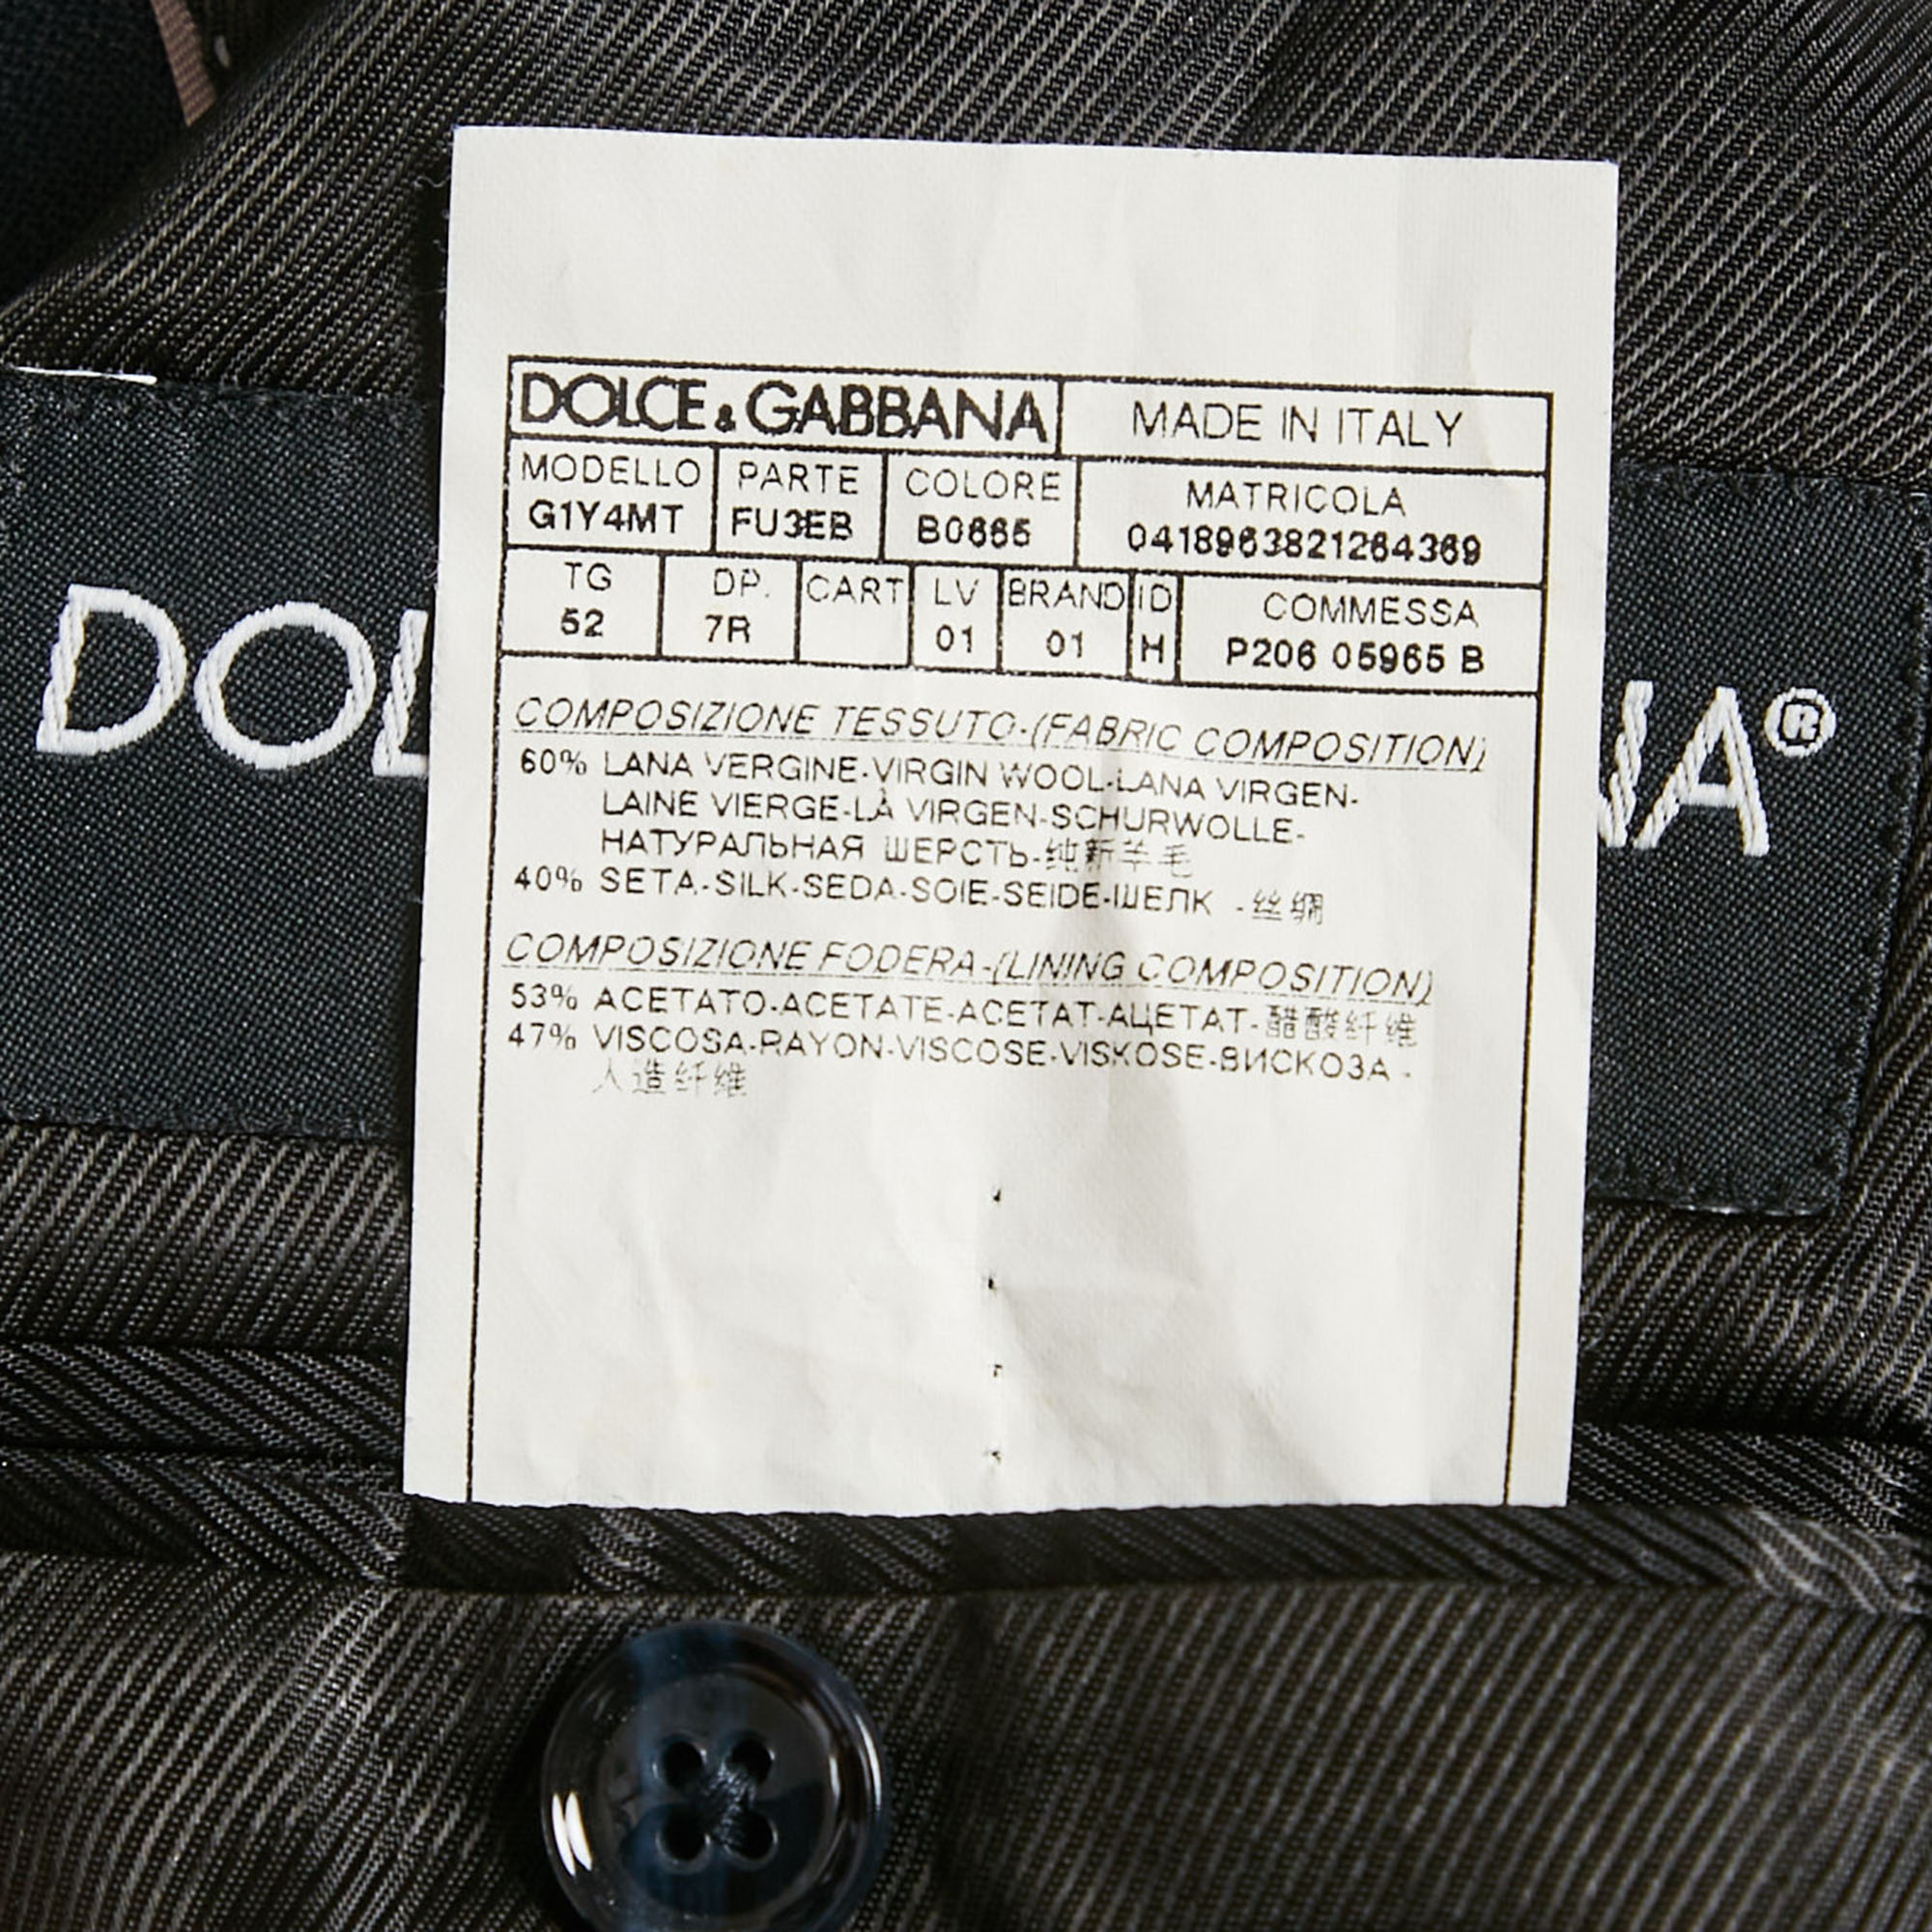 DOLCE & GABBANA MADE IN ITALY
MODELLO PARTE COLORE MATRICOLA
G1Y4MT FU3EB B0665 0418963821264369
TG DP. CART LV BRAND ID COMMESSA
52 7R 01 01 H P206 05965 B
COMPOSIZIONE TESSUTO-(FABRIC COMPOSITION)
60% LANA VERGINE-VIRGIN WOOL-LANA VIRGEN-
LAINE VIERGE-LÀ VIRGEN-SCHURWOLLE-
НАТУРАЛЬНАЯ ШЕРСТЬ-纯新羊毛
40% SETA-SILK-SEDA-SOIE-SEIDE-ШЕЛК -丝绸
COMPOSIZIONE FODERA-(LINING COMPOSITION)
53% ACETATO-ACETATE-ACETAT-АЦЕТАТ-醋酸纤维
47% VISCOSA-RAYON-VISCOSE-VISKOSE-ВИСКОЗА -
人造纤维
DOL NA®